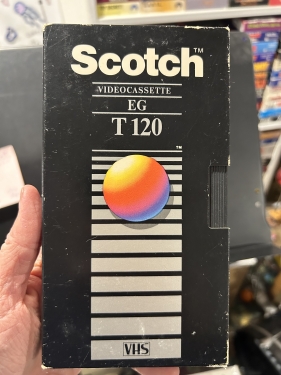 Scotch™
VIDEOCASSETTE
EG
T 120
™
VHS